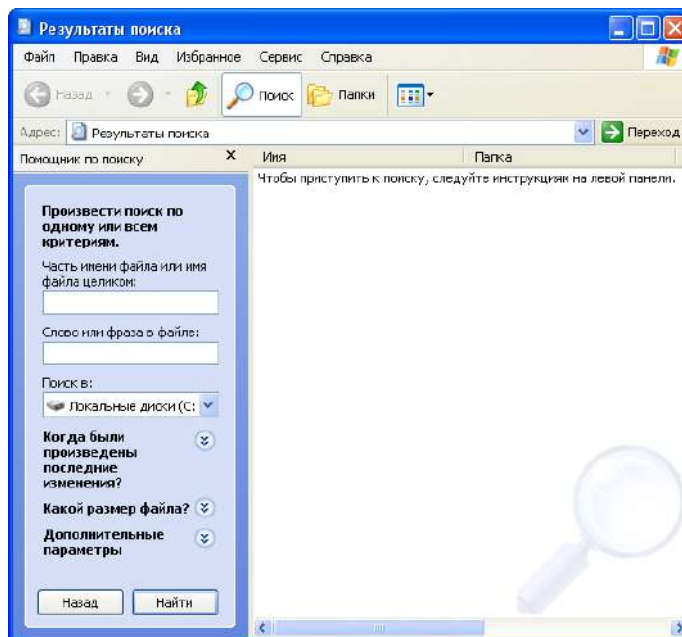 Результаты поиска
Файл Правка Вид Избранное Сервис Справка
Назад Поиск Папки
Адрес: Результаты поиска Переход
Помощник по поиску X Имя Папка
Чтобы приступить к поиску, следуйте инструкциям на левой панели.
Произвести поиск по
одному или всем
критериям.
Часть имени файла или имя
файла целиком:
Слово или фраза в файле:
Поиск в:
Локальные диски (C:
Когда были
произведены
последние
изменения?
Какой размер файла?
Дополнительные
параметры
Назад Найти